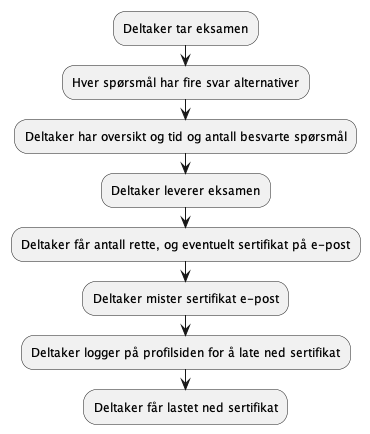 Deltaker tar eksamen
Hver spørsmål har fire svar alternativer
Deltaker har oversikt og tid og antall besvarte spørsmål
Deltaker leverer eksamen
Deltaker får antall rette, og eventuelt sertifikat på e-post
Deltaker mister sertifikat e-post
Deltaker logger på profilsiden for å late ned sertifikat
Deltaker får lastet ned sertifikat